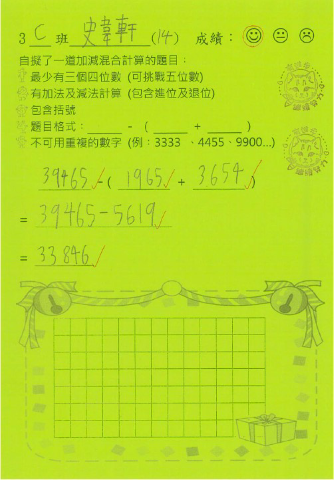 3 C 班 史韋軒 (14) 成績：
自擬了一道加減混合計算的題目：
最少有三個四位數 (可挑戰五位數)
有加法及減法計算 (包含進位及退位)
包括括號
題目格式：_____ - ( _____ + _____ )
不可用重複的數字 (例：3333 、4455、9900...)
39465 - ( 1965 + 3654 )
= 39465-5619
= 33846